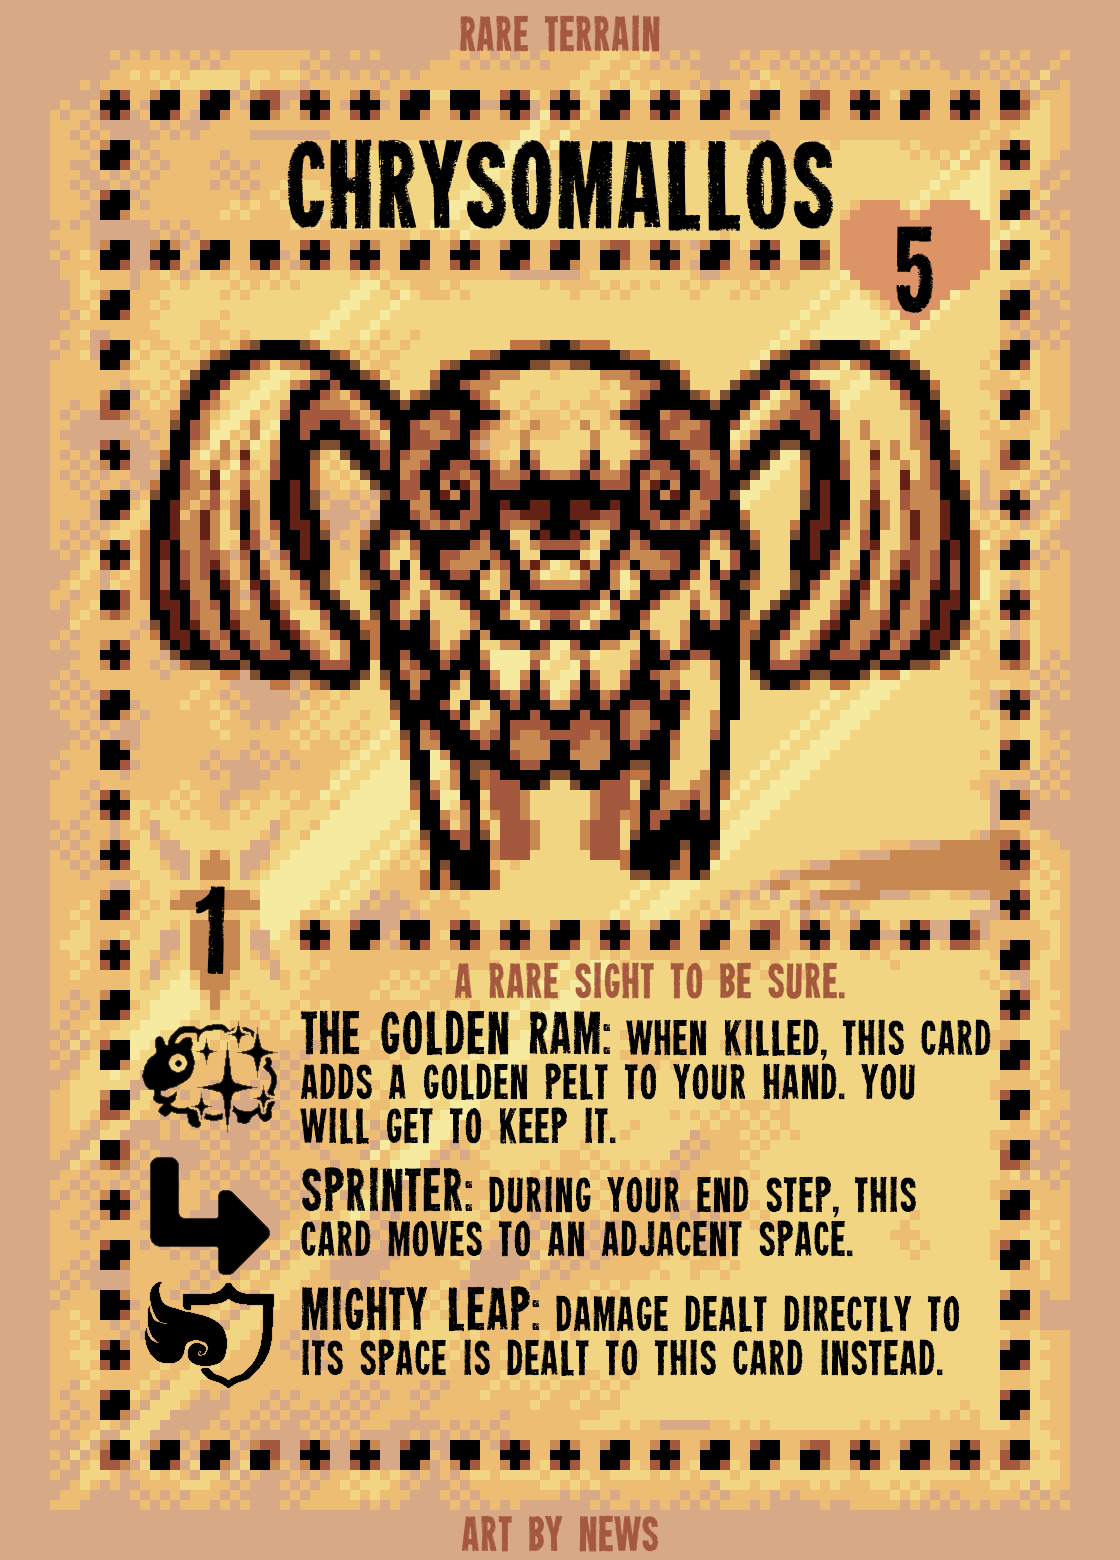 RARE TERRAIN
CHRYSOMALLOS
5
1
A RARE SIGHT TO BE SURE.
THE GOLDEN RAM: WHEN KILLED, THIS CARD
ADDS A GOLDEN PELT TO YOUR HAND. YOU
WILL GET TO KEEP IT.
SPRINTER: DURING YOUR END STEP, THIS
CARD MOVES TO AN ADJACENT SPACE.
MIGHTY LEAP: DAMAGE DEALT DIRECTLY TO
ITS SPACE IS DEALT TO THIS CARD INSTEAD.
ART BY NEWS